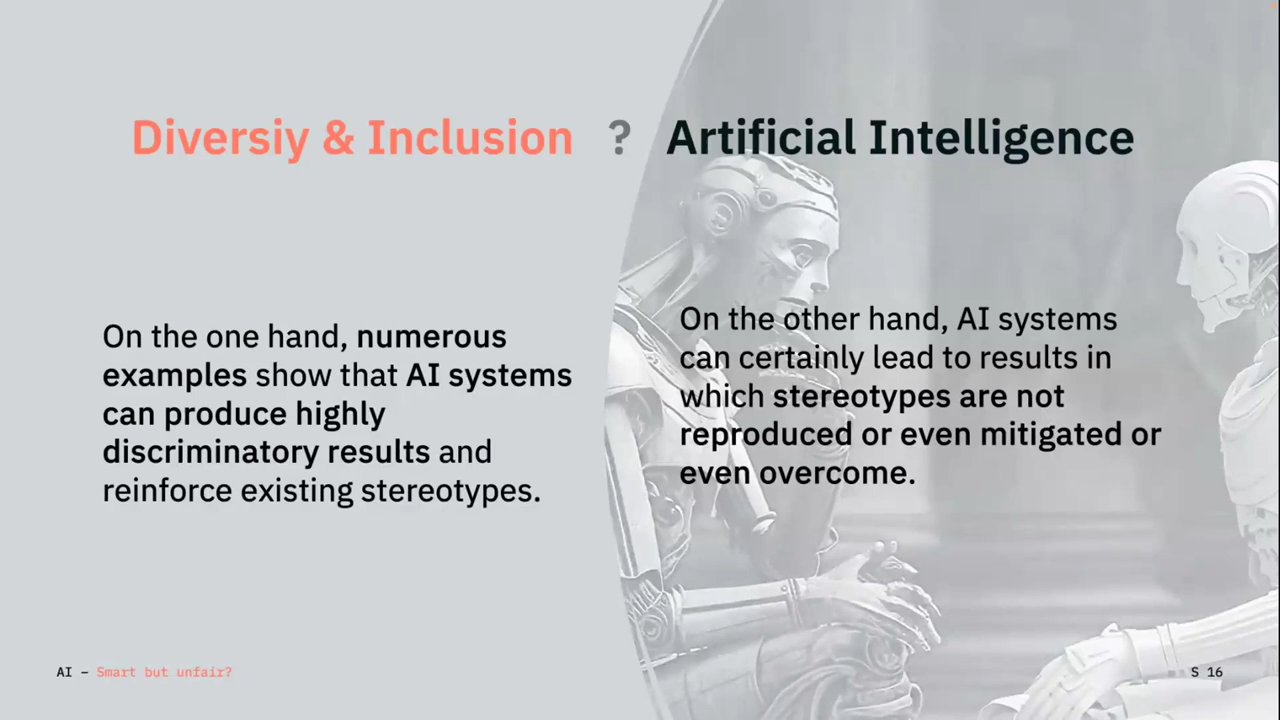 Diversiy & Inclusion ? Artificial Intelligence
On the one hand, numerous
examples show that AI systems
can produce highly
discriminatory results and
reinforce existing stereotypes.
On the other hand, AI systems
can certainly lead to results in
which stereotypes are not
reproduced or even mitigated or
even overcome.
AI – Smart but unfair?
S 16